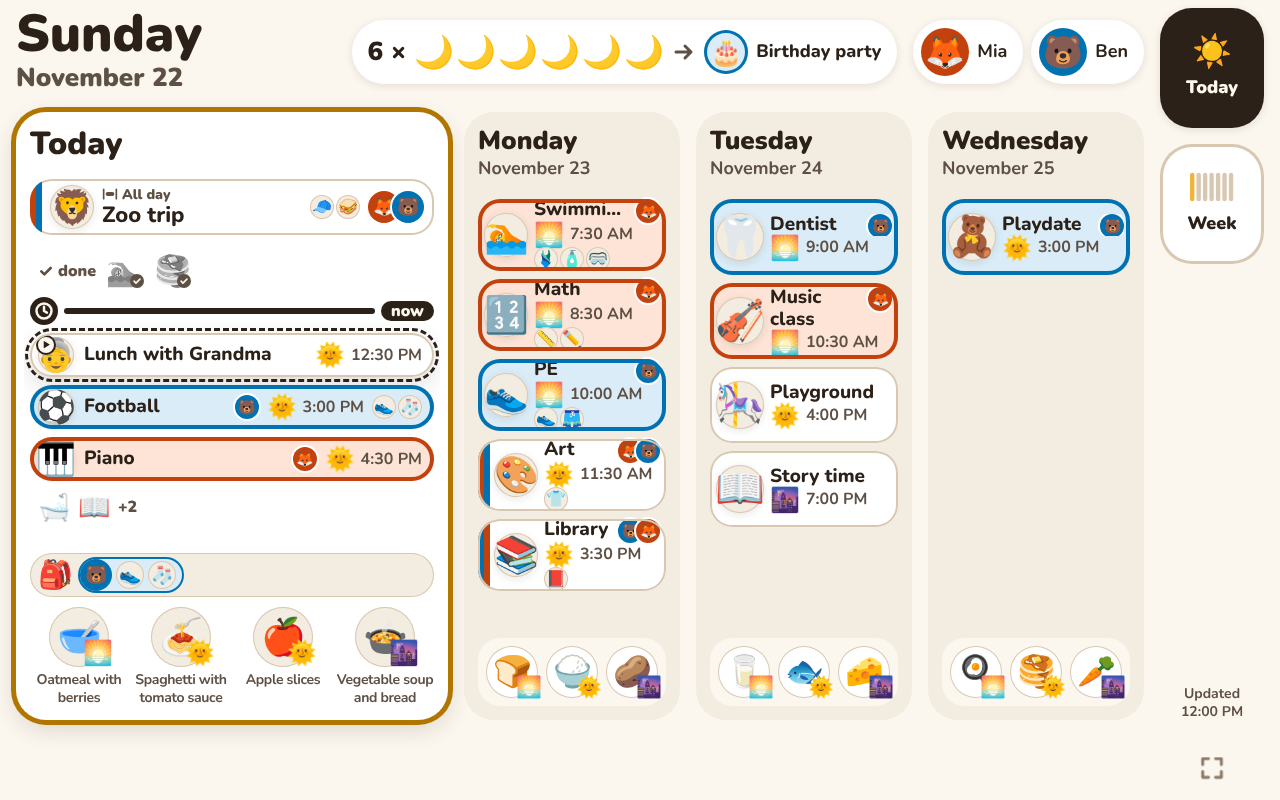 Sunday
November 22
6 ×
Birthday party
Mia
Ben
Today
Week
Updated
12:00 PM
Today
All day
Zoo trip
done
now
Lunch with Grandma
12:30 PM
Football
3:00 PM
Piano
4:30 PM
+2
Oatmeal with
berries
Spaghetti with
tomato sauce
Apple slices
Vegetable soup
and bread
Monday
November 23
Swimmi...
7:30 AM
1 2
3 4
Math
8:30 AM
PE
10:00 AM
Art
11:30 AM
Library
3:30 PM
Tuesday
November 24
Dentist
9:00 AM
Music
class
10:30 AM
Playground
4:00 PM
Story time
7:00 PM
Wednesday
November 25
Playdate
3:00 PM